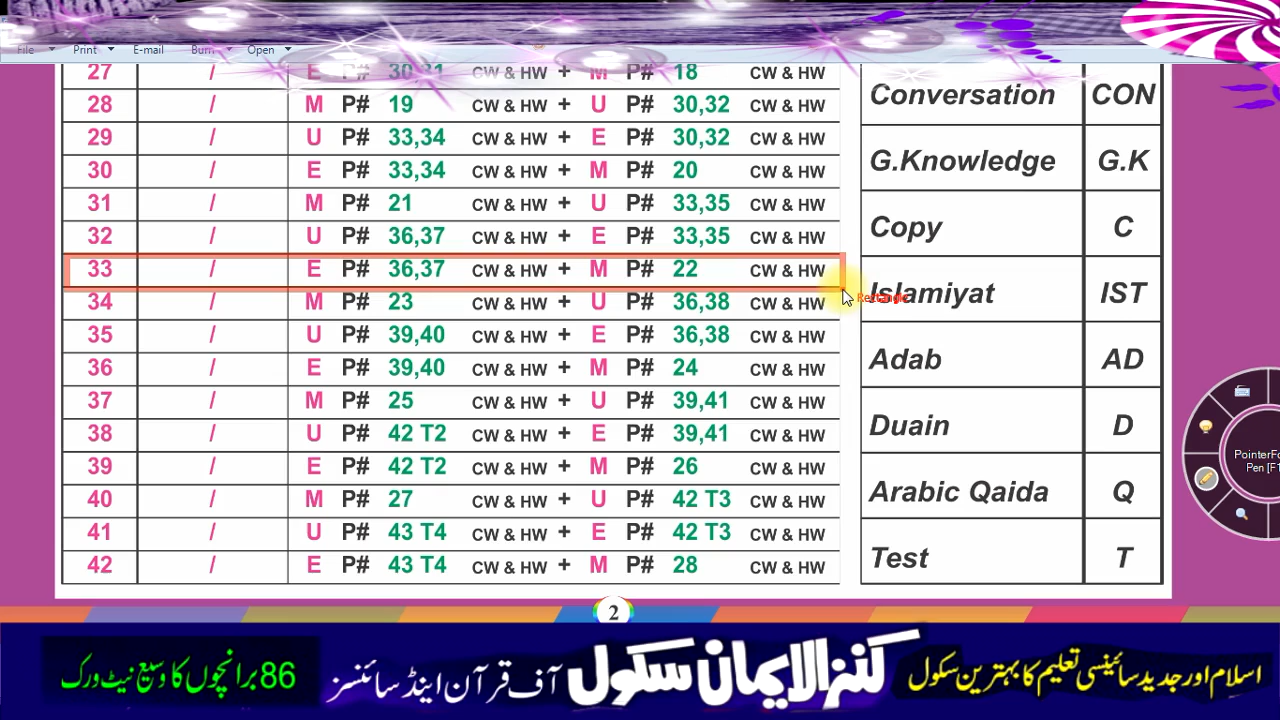 File Print E-mail Burn Open
27 / E P# 30,31 CW & HW + M P# 18 CW & HW
28 / M P# 19 CW & HW + U P# 30,32 CW & HW
29 / U P# 33,34 CW & HW + E P# 30,32 CW & HW
30 / E P# 33,34 CW & HW + M P# 20 CW & HW
31 / M P# 21 CW & HW + U P# 33,35 CW & HW
32 / U P# 36,37 CW & HW + E P# 33,35 CW & HW
33 / E P# 36,37 CW & HW + M P# 22 CW & HW
34 / M P# 23 CW & HW + U P# 36,38 CW & HW
35 / U P# 39,40 CW & HW + E P# 36,38 CW & HW
36 / E P# 39,40 CW & HW + M P# 24 CW & HW
37 / M P# 25 CW & HW + U P# 39,41 CW & HW
38 / U P# 42 T2 CW & HW + E P# 39,41 CW & HW
39 / E P# 42 T2 CW & HW + M P# 26 CW & HW
40 / M P# 27 CW & HW + U P# 42 T3 CW & HW
41 / U P# 43 T4 CW & HW + E P# 42 T3 CW & HW
42 / E P# 43 T4 CW & HW + M P# 28 CW & HW
Conversation CON
G.Knowledge G.K
Copy C
Islamiyat IST
Rectangle
Adab AD
Duain D
Arabic Qaida Q
Test T
PointerFo
Pen [F1
2
اسلام اور جدید سائینسی تعلیم کا بہترین سکول
کنزالایمان سکول آف قرآن اینڈ سائنسز
86 برانچوں کا وسیع نیٹ ورک